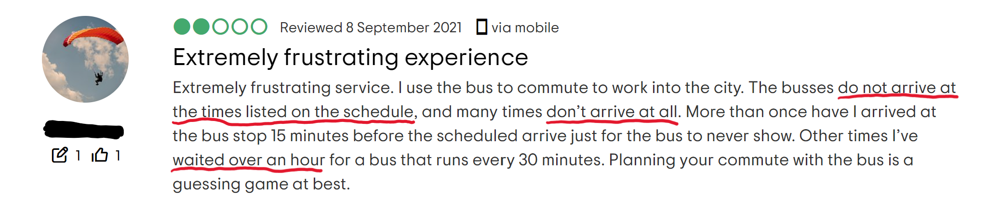 Reviewed 8 September 2021 via mobile
Extremely frustrating experience
Extremely frustrating service. I use the bus to commute to work into the city. The busses do not arrive at
the times listed on the schedule, and many times don't arrive at all. More than once have I arrived at
the bus stop 15 minutes before the scheduled arrive just for the bus to never show. Other times I've
waited over an hour for a bus that runs every 30 minutes. Planning your commute with the bus is a
guessing game at best.
1 1